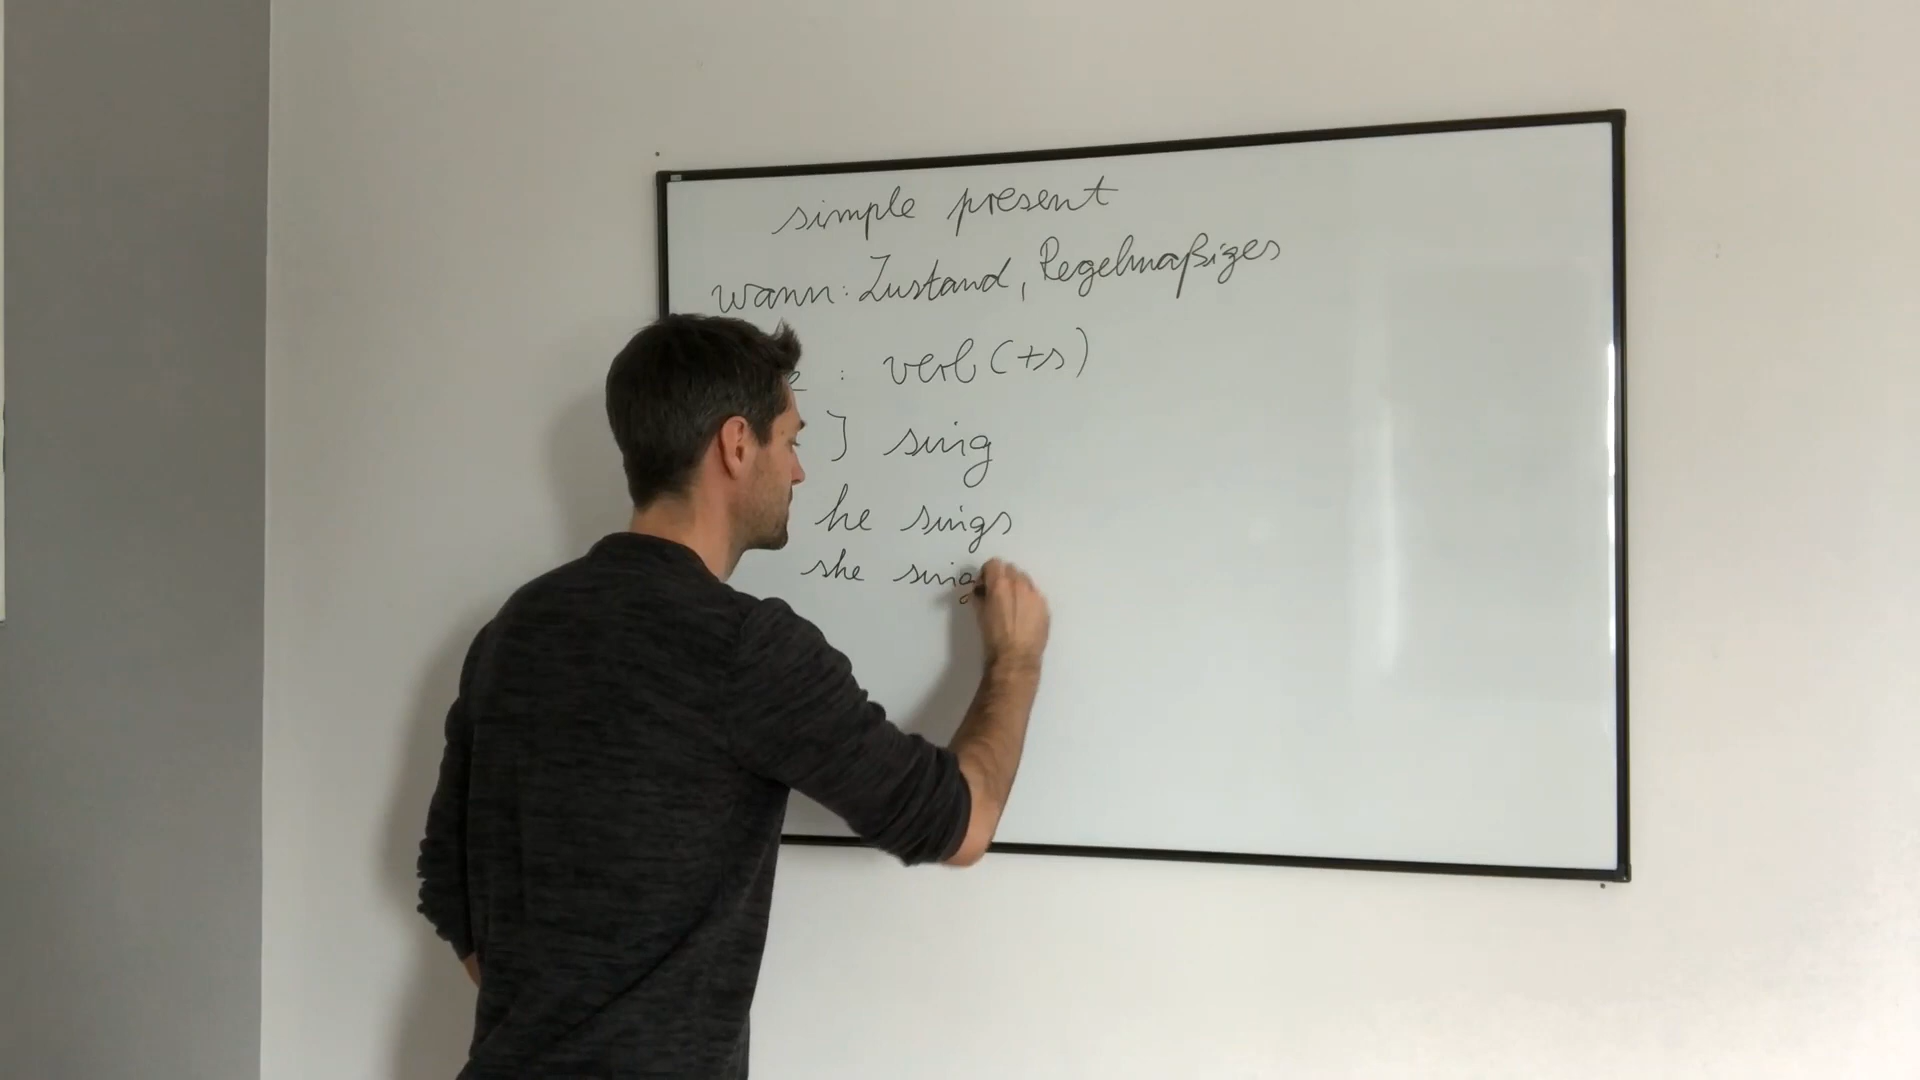 simple present
wann: Zustand, Regelmaßiges
: verb (+s)
] sing
he sings
she sing